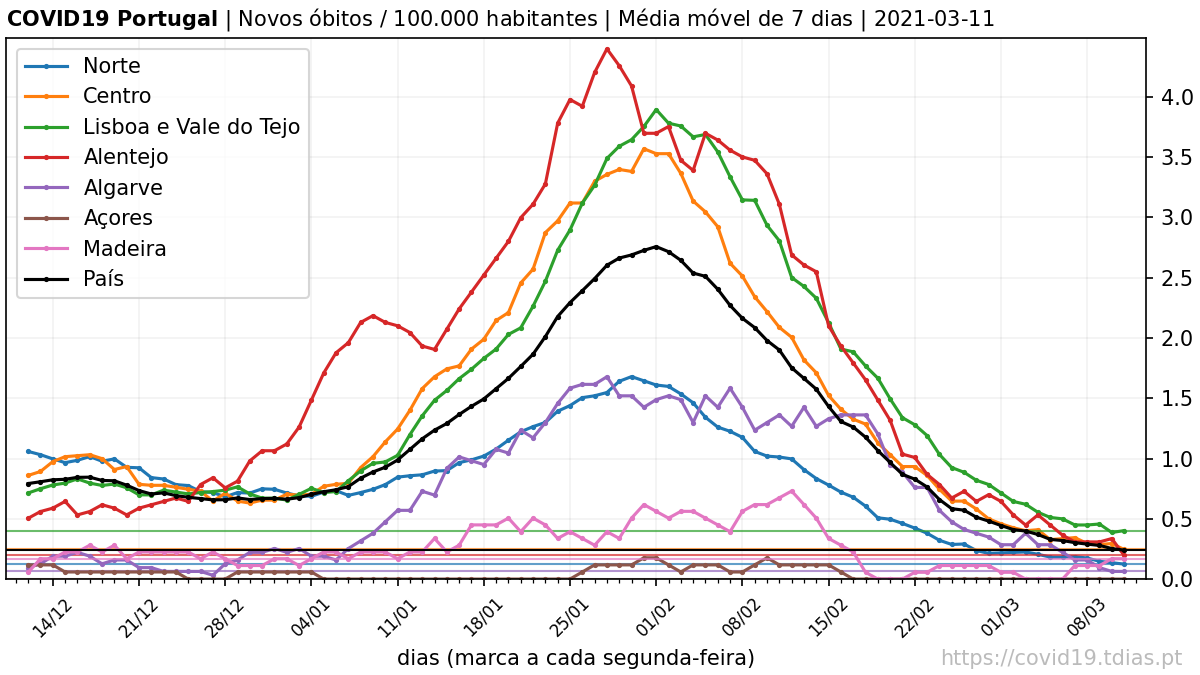 COVID19 Portugal | Novos óbitos / 100.000 habitantes | Média móvel de 7 dias | 2021-03-11
Norte
Centro
Lisboa e Vale do Tejo
Alentejo
Algarve
Açores
Madeira
País
4.0
3.5
3.0
2.5
2.0
1.5
1.0
0.5
0.0
14/12 21/12 28/12 04/01 11/01 18/01 25/01 01/02 08/02 15/02 22/02 01/03 08/03
dias (marca a cada segunda-feira)
https://covid19.tdias.pt